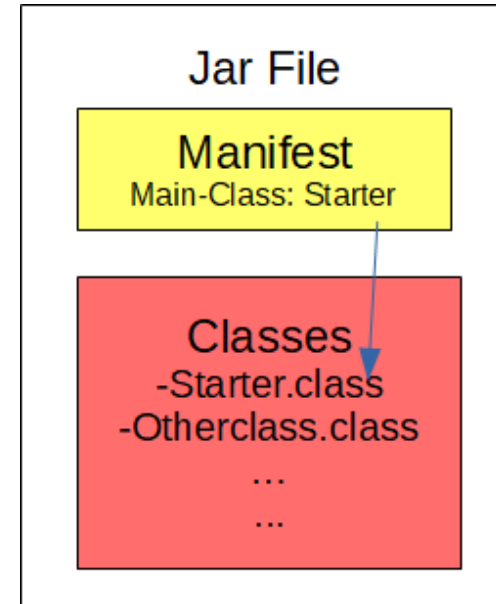 Jar File
Manifest
Main-Class: Starter
Classes
-Starter.class
-Otherclass.class
...
...